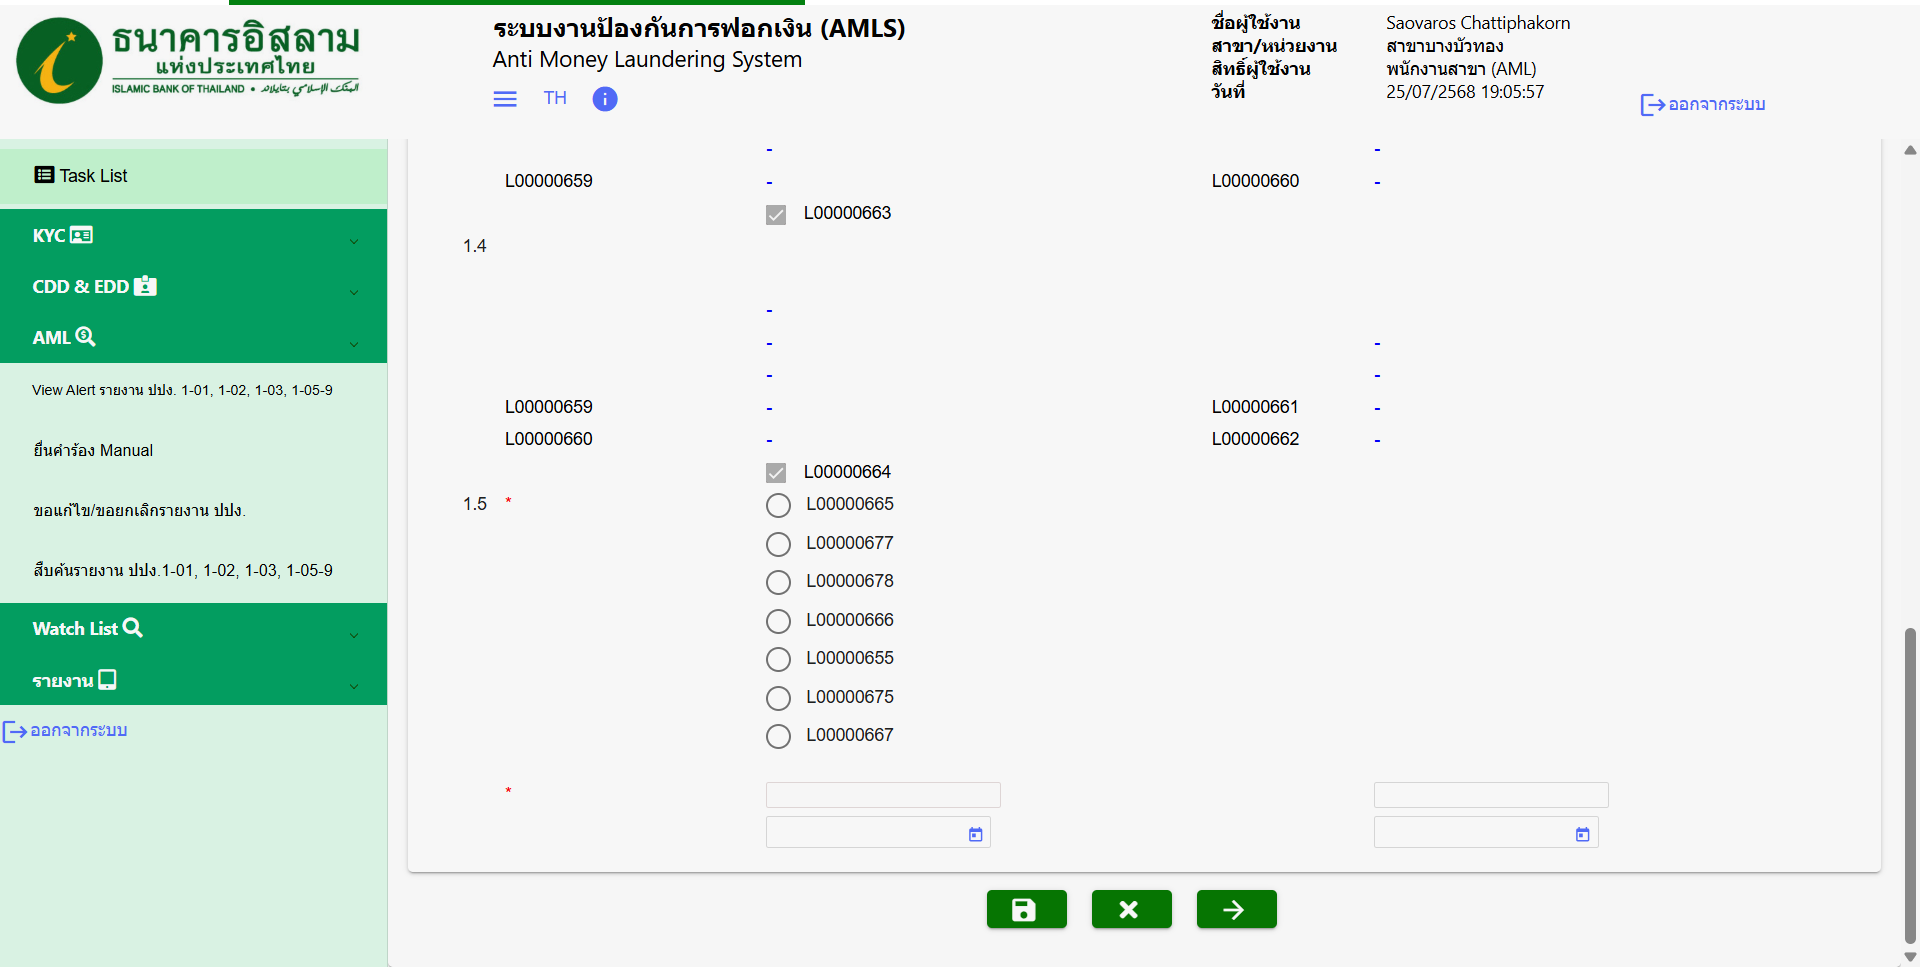 ธนาคารอิสลาม
แห่งประเทศไทย
ISLAMIC BANK OF THAILAND •
ระบบงานป้องกันการฟอกเงิน (AMLS)
Anti Money Laundering System
TH
ชื่อผู้ใช้งาน Saovaros Chattiphakorn
สาขา/หน่วยงาน สาขาบางบัวทอง
สิทธิ์ผู้ใช้งาน พนักงานสาขา (AML)
วันที่ 25/07/2568 19:05:57
ออกจากระบบ
Task List
KYC
CDD & EDD
AML
View Alert รายงาน ปปง. 1-01, 1-02, 1-03, 1-05-9
ยื่นคำร้อง Manual
ขอแก้ไข/ขอยกเลิกรายงาน ปปง.
สืบค้นรายงาน ปปง.1-01, 1-02, 1-03, 1-05-9
Watch List
รายงาน
ออกจากระบบ
- -
L00000659 - L00000660 -
L00000663
1.4
-
- -
- -
L00000659 - L00000661 -
L00000660 - L00000662 -
L00000664
1.5 * L00000665
L00000677
L00000678
L00000666
L00000655
L00000675
L00000667
*